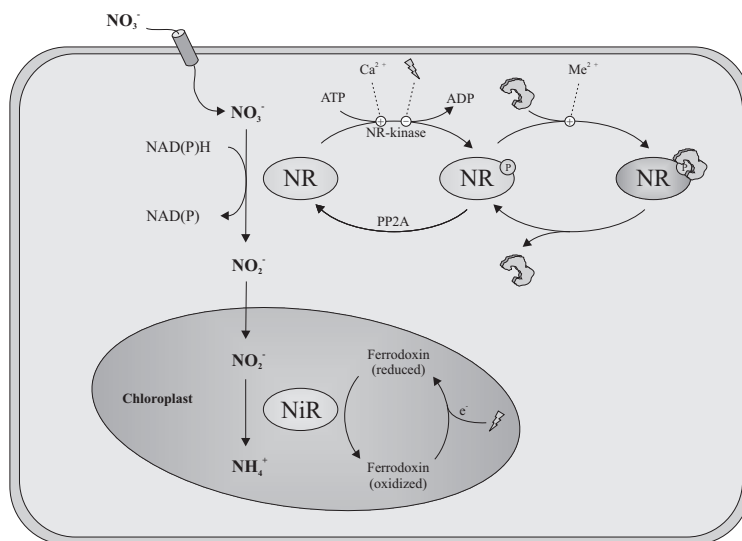 NO₃⁻
Ca²⁺
Me²⁺
ATP
ADP
NO₃⁻
NR-kinase
NAD(P)H
NR
NR
P
NR
P
NAD(P)
PP2A
NO₂⁻
NO₂⁻
Ferrodoxin
(reduced)
Chloroplast
NiR
e⁻
NH₄⁺
Ferrodoxin
(oxidized)